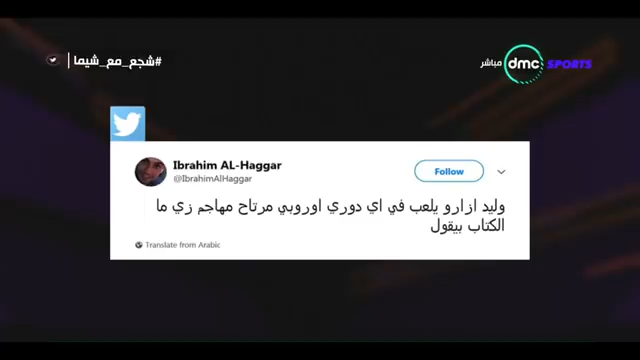 #شجع_مع_شيما
مباشر dmc SPORTS
Ibrahim AL-Haggar
@IbrahimAlHaggar
Follow
وليد ازارو يلعب في اي دوري اوروبي مرتاح مهاجم زي ما
الكتاب بيقول
Translate from Arabic